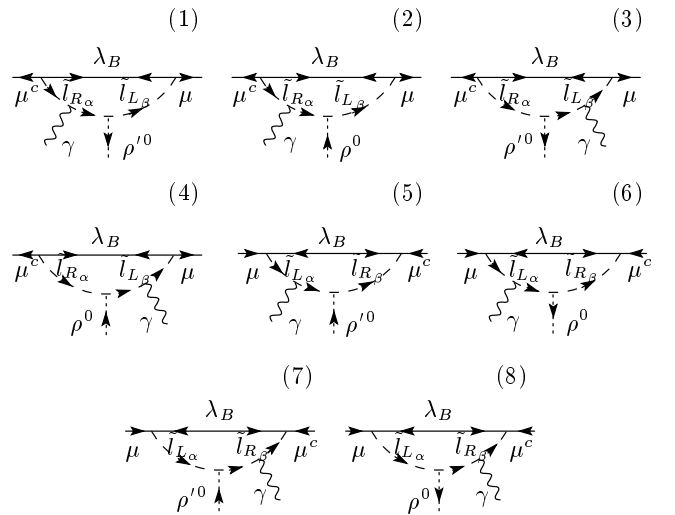 (1) (2) (3)
λ_B λ_B λ_B
μ^c l̃_{R_α} l̃_{L_β} μ μ^c l̃_{R_α} l̃_{L_β} μ μ^c l̃_{R_α} l̃_{L_β} μ
γ ρ'^0 γ ρ^0 ρ'^0 γ
(4) (5) (6)
λ_B λ_B λ_B
μ^c l̃_{R_α} l̃_{L_β} μ μ l̃_{L_α} l̃_{R_β} μ^c μ l̃_{L_α} l̃_{R_β} μ^c
ρ^0 γ γ ρ'^0 γ ρ^0
(7) (8)
λ_B λ_B
μ l̃_{L_α} l̃_{R_β} μ^c μ l̃_{L_α} l̃_{R_β} μ^c
ρ'^0 γ ρ^0 γ